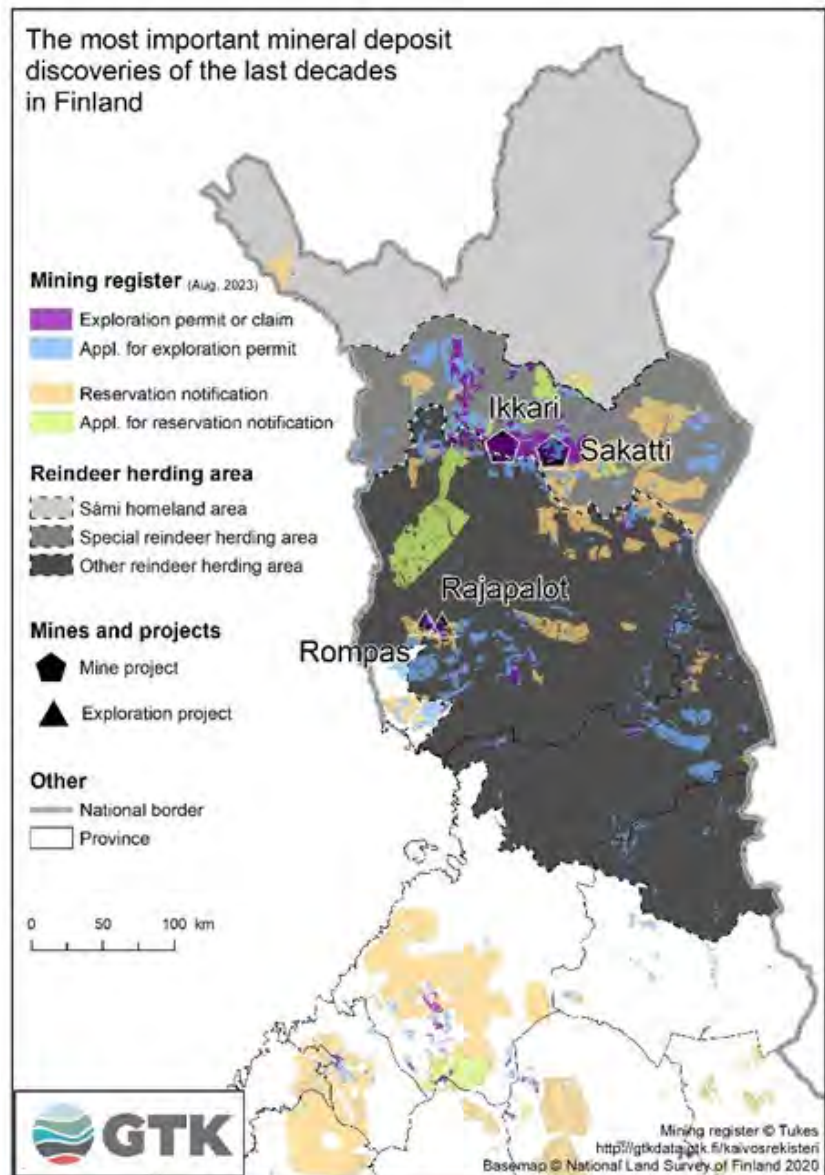 The most important mineral deposit
discoveries of the last decades
in Finland
Mining register (Aug. 2023)
Exploration permit or claim
Appl. for exploration permit
Reservation notification
Appl. for reservation notification
Reindeer herding area
Sámi homeland area
Special reindeer herding area
Other reindeer herding area
Mines and projects
Mine project
Exploration project
Other
National border
Province
0 50 100 km
Ikkari
Sakatti
Rajapalot
Rompas
GTK
Mining register © Tukes
http://gtkdata.gtk.fi/kaivosrekisteri
Basemap © National Land Survey of Finland 2020